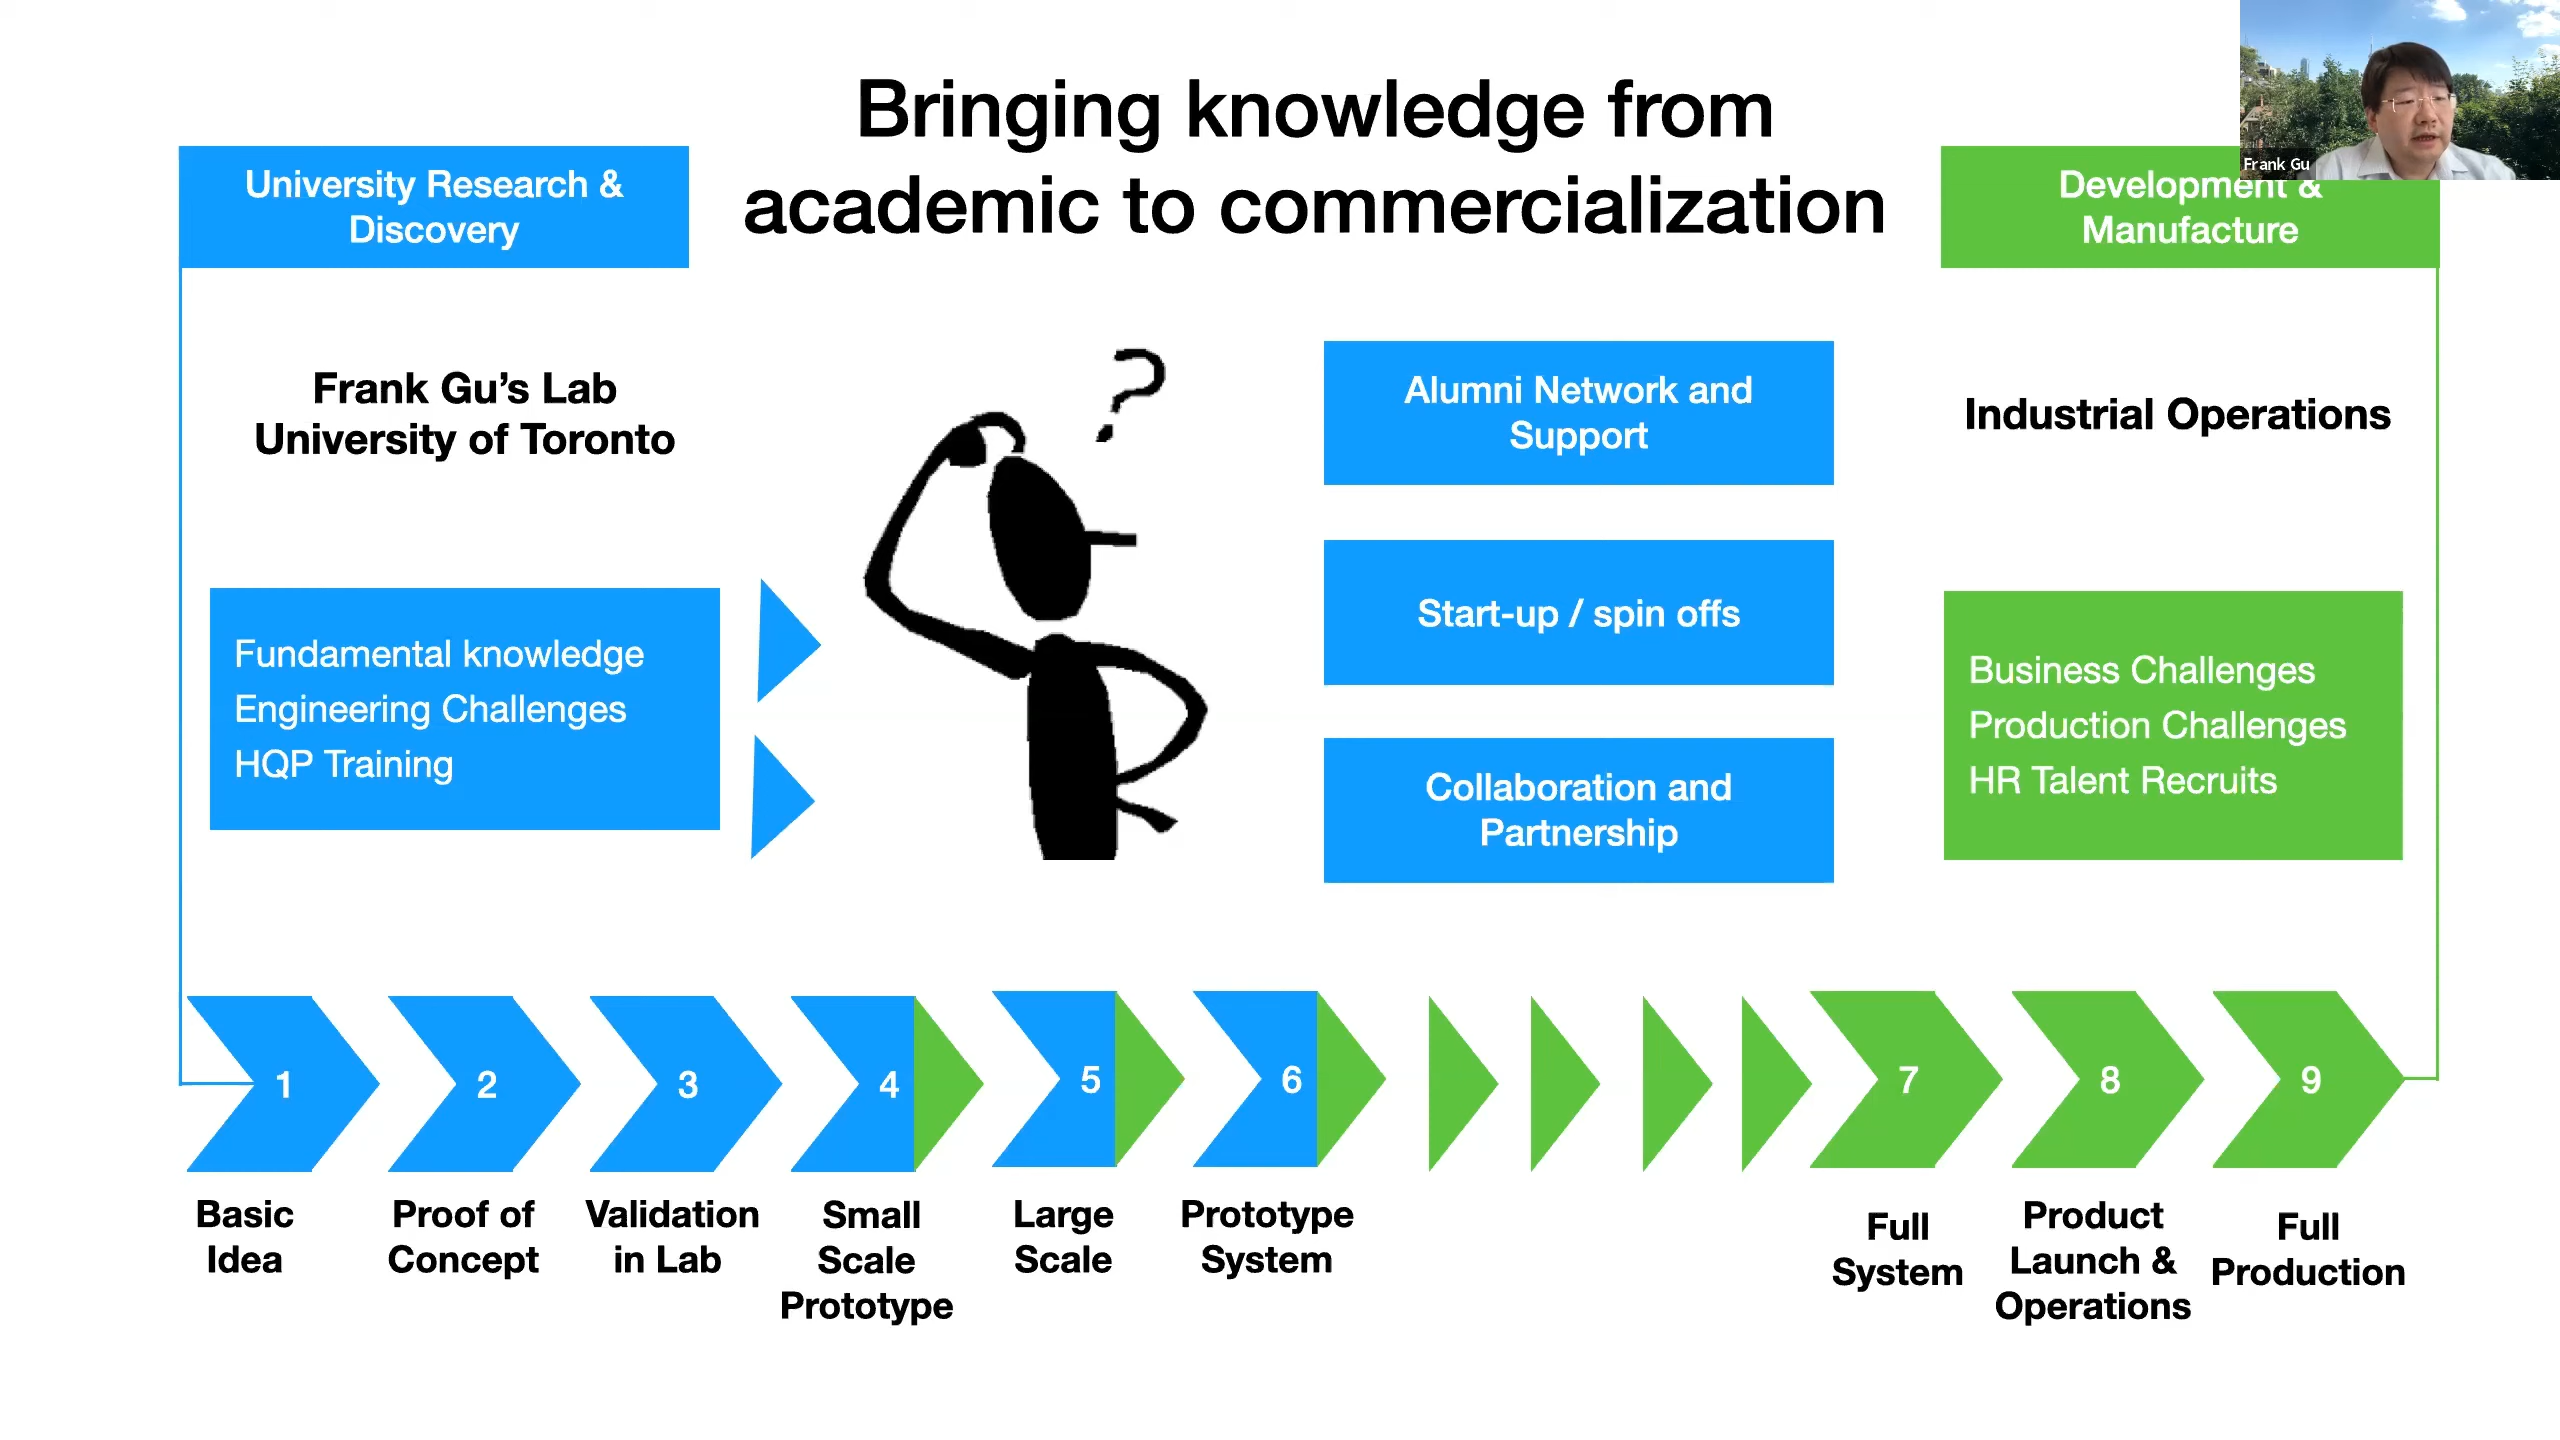 Bringing knowledge from
academic to commercialization
Frank Gu
University Research &
Discovery
Development &
Manufacture
Frank Gu's Lab
University of Toronto
?
Alumni Network and
Support
Industrial Operations
Fundamental knowledge
Engineering Challenges
HQP Training
Start-up / spin offs
Collaboration and
Partnership
Business Challenges
Production Challenges
HR Talent Recruits
1
2
3
4
5
6
7
8
9
Basic
Idea
Proof of
Concept
Validation
in Lab
Small
Scale
Prototype
Large
Scale
Prototype
System
Full
System
Product
Launch &
Operations
Full
Production